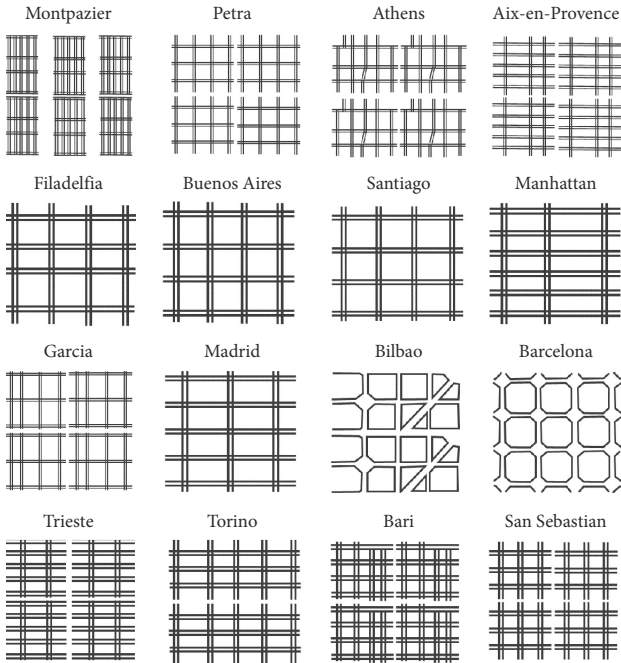 Montpazier Petra Athens Aix-en-Provence
Filadelfia Buenos Aires Santiago Manhattan
Garcia Madrid Bilbao Barcelona
Trieste Torino Bari San Sebastian